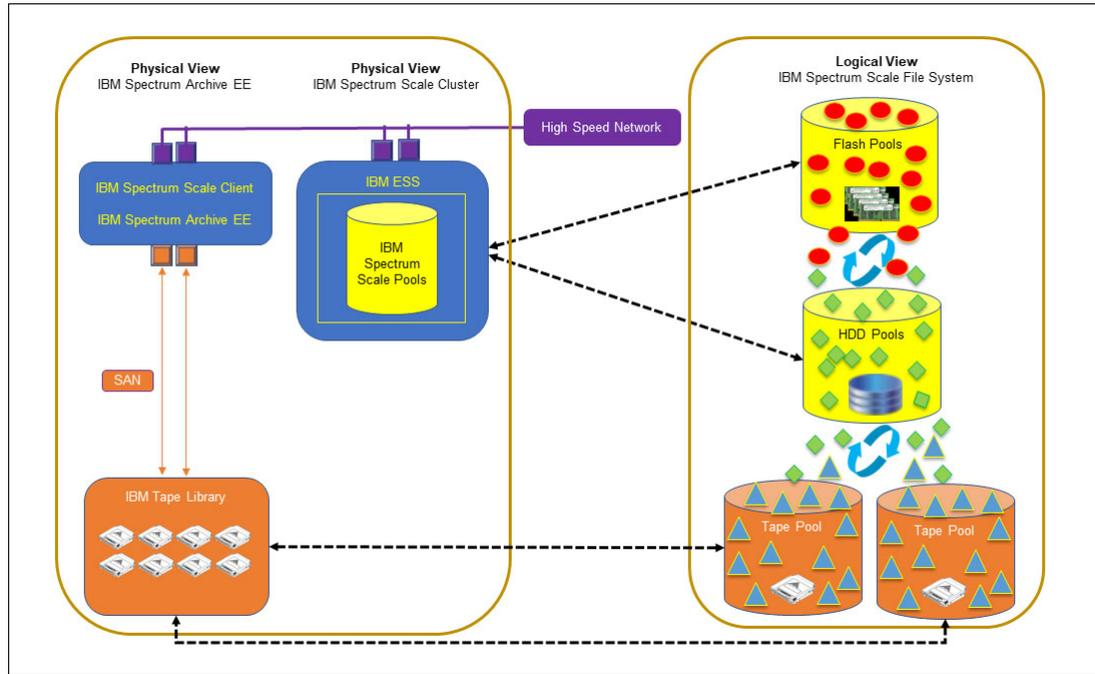 Physical View
IBM Spectrum Archive EE
Physical View
IBM Spectrum Scale Cluster
Logical View
IBM Spectrum Scale File System
High Speed Network
IBM Spectrum Scale Client
IBM Spectrum Archive EE
IBM ESS
IBM
Spectrum
Scale Pools
Flash Pools
HDD Pools
SAN
IBM Tape Library
Tape Pool
Tape Pool